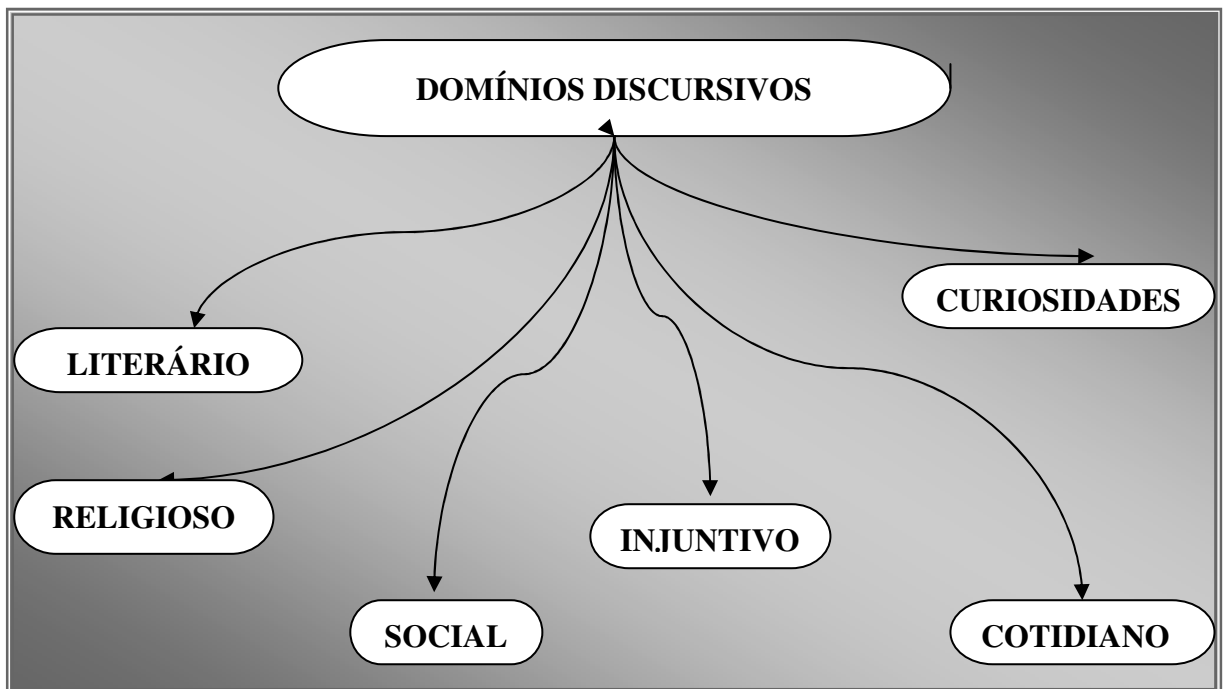 DOMÍNIOS DISCURSIVOS
CURIOSIDADES
LITERÁRIO
RELIGIOSO
INJUNTIVO
SOCIAL
COTIDIANO